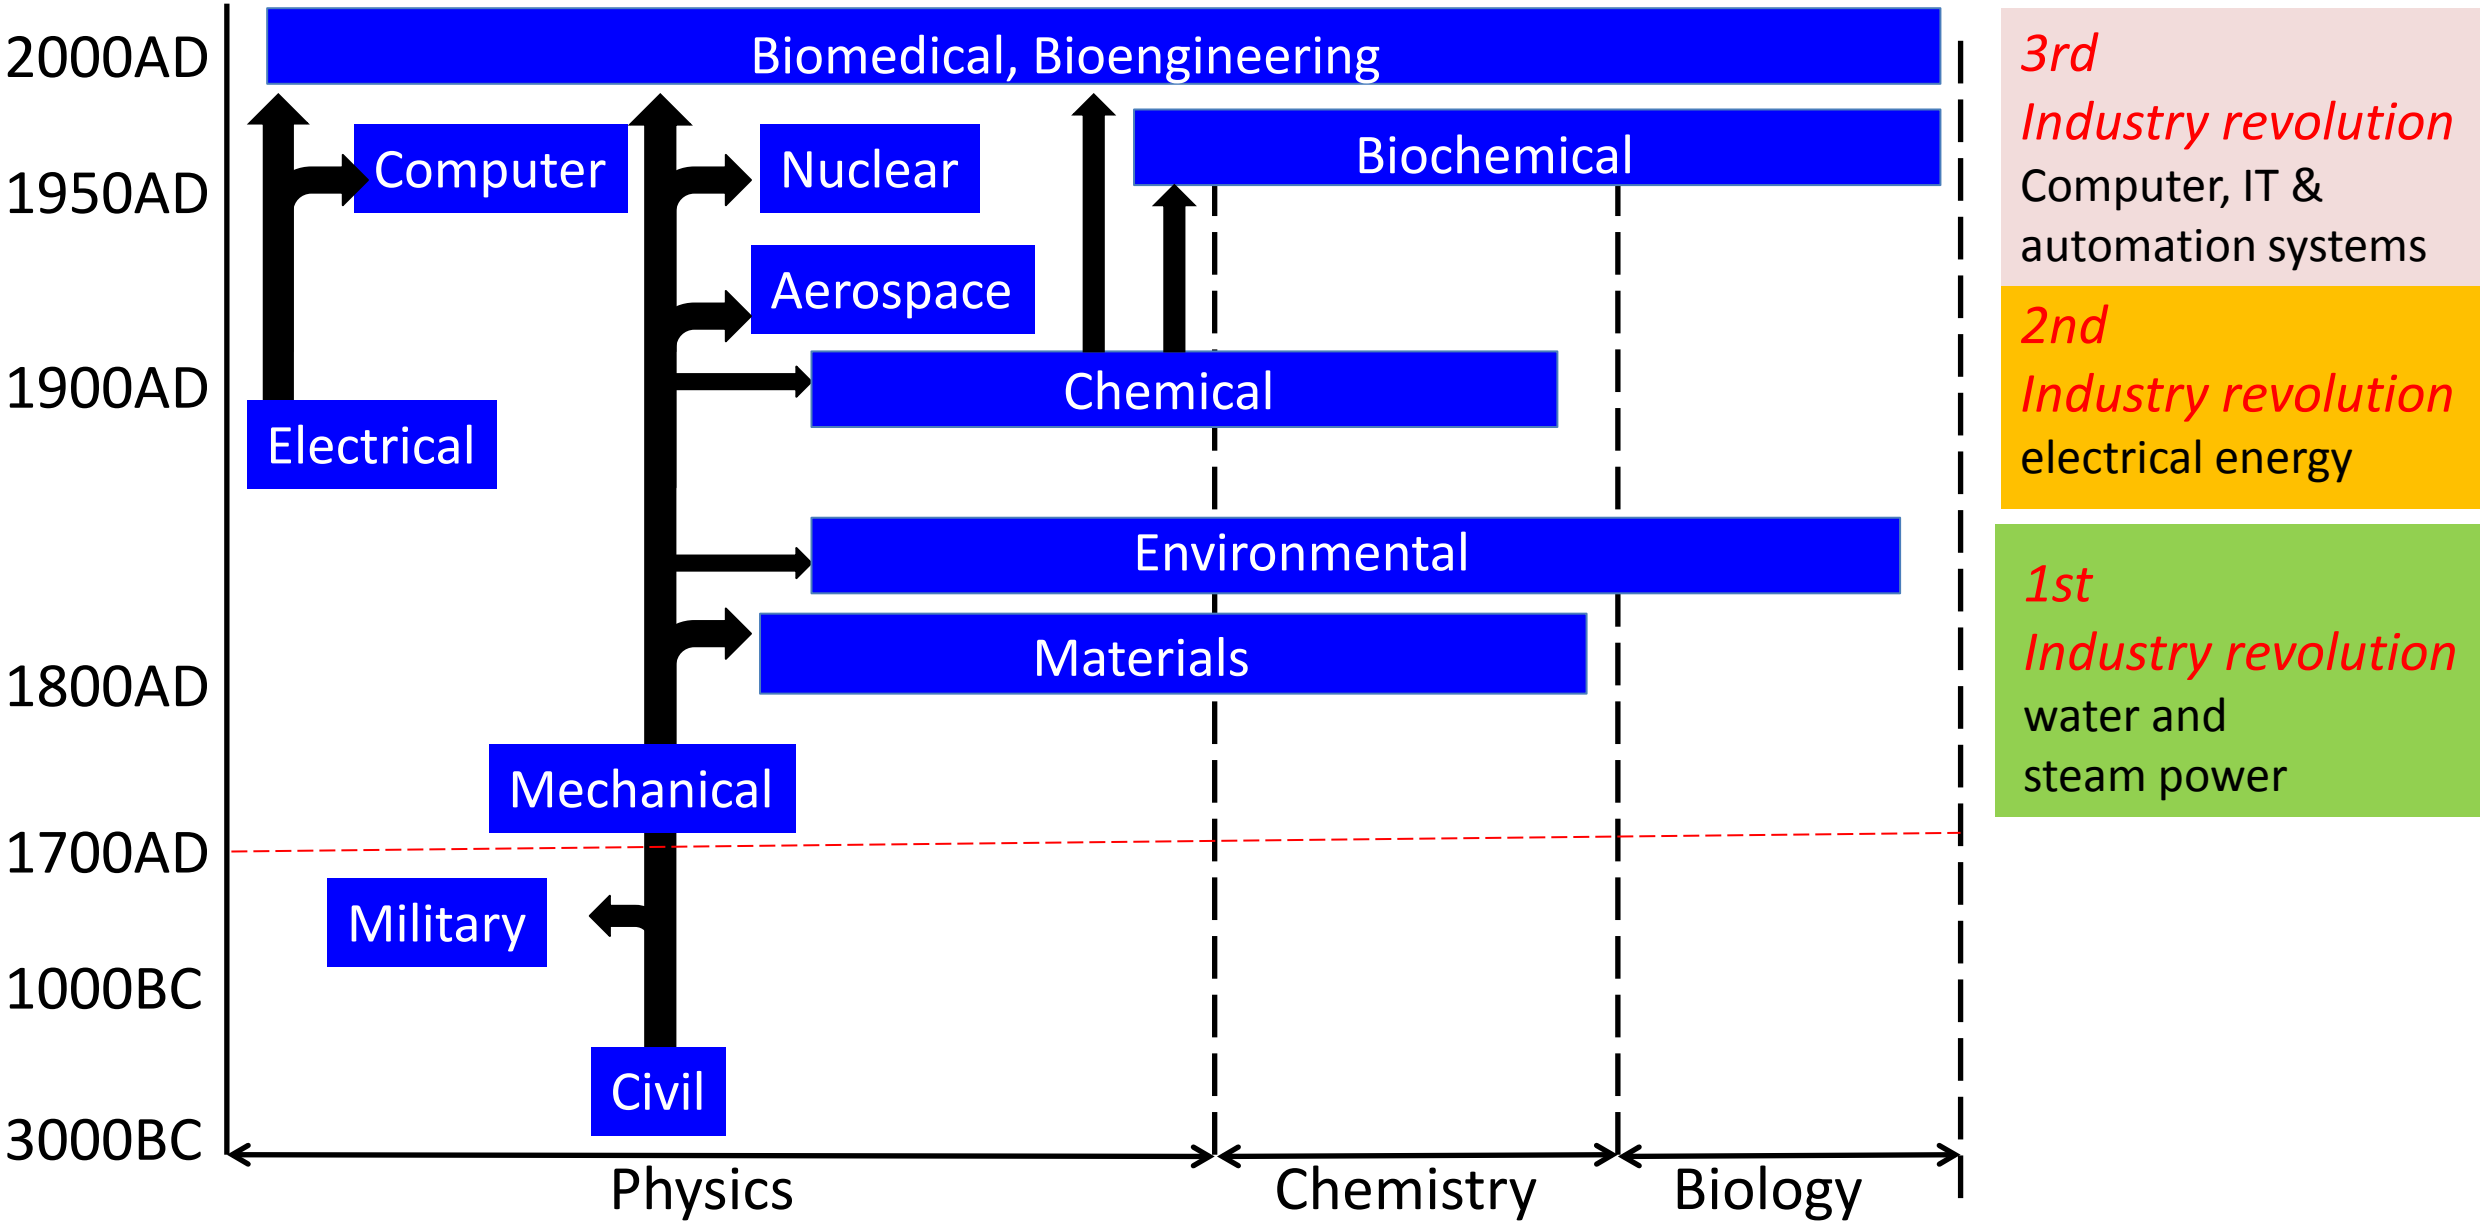 2000AD
Biomedical, Bioengineering
3rd
Industry revolution
Computer, IT &
automation systems
Computer
Nuclear
Biochemical
1950AD
Aerospace
2nd
Industry revolution
electrical energy
1900AD
Chemical
Electrical
Environmental
1st
Industry revolution
water and
steam power
Materials
1800AD
Mechanical
1700AD
Military
1000BC
Civil
3000BC
Physics
Chemistry
Biology